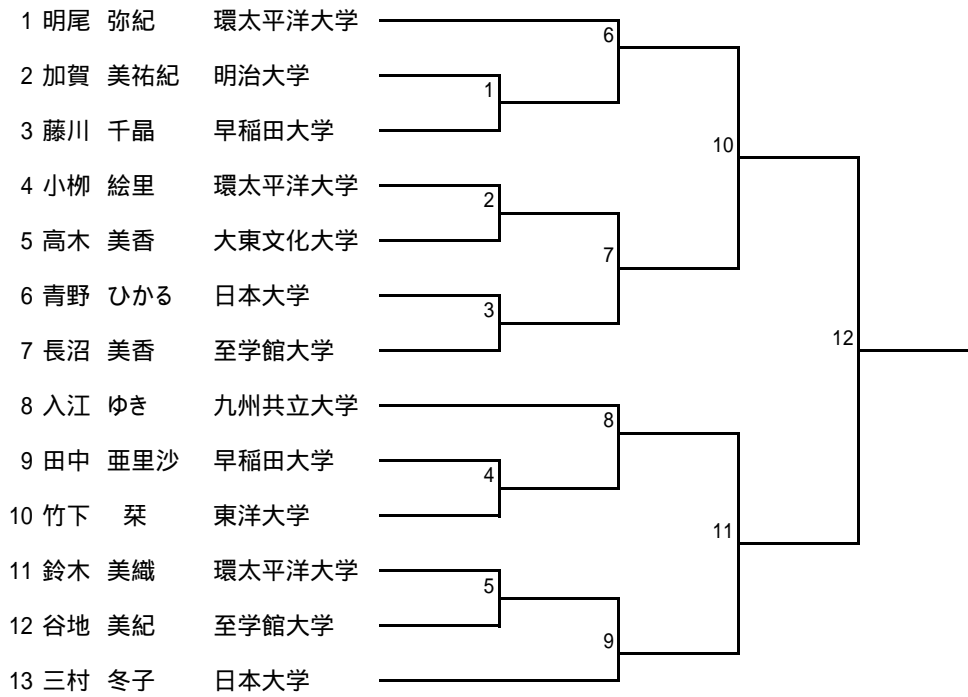 1 明尾 弥紀 環太平洋大学
6
2 加賀 美祐紀 明治大学
1
3 藤川 千晶 早稲田大学
10
4 小栁 絵里 環太平洋大学
2
5 高木 美香 大東文化大学
7
6 青野 ひかる 日本大学
3
12
7 長沼 美香 至学館大学
8 入江 ゆき 九州共立大学
8
9 田中 亜里沙 早稲田大学
4
10 竹下 栞 東洋大学
11
11 鈴木 美織 環太平洋大学
5
12 谷地 美紀 至学館大学
9
13 三村 冬子 日本大学